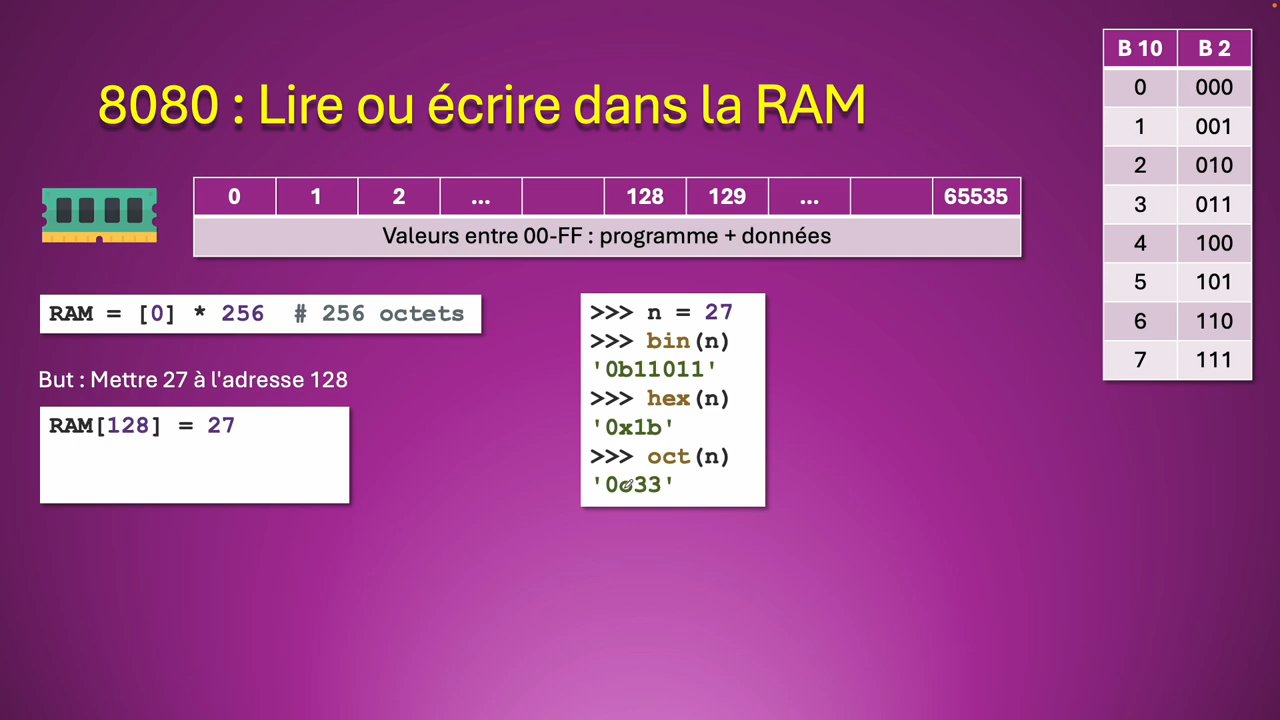 8080 : Lire ou écrire dans la RAM
0 1 2 ... 128 129 ... 65535
Valeurs entre 00-FF : programme + données
RAM = [0] * 256 # 256 octets
But : Mettre 27 à l'adresse 128
RAM[128] = 27
>>> n = 27
>>> bin(n)
'0b11011'
>>> hex(n)
'0x1b'
>>> oct(n)
'0o33'
B 10 B 2
0 000
1 001
2 010
3 011
4 100
5 101
6 110
7 111